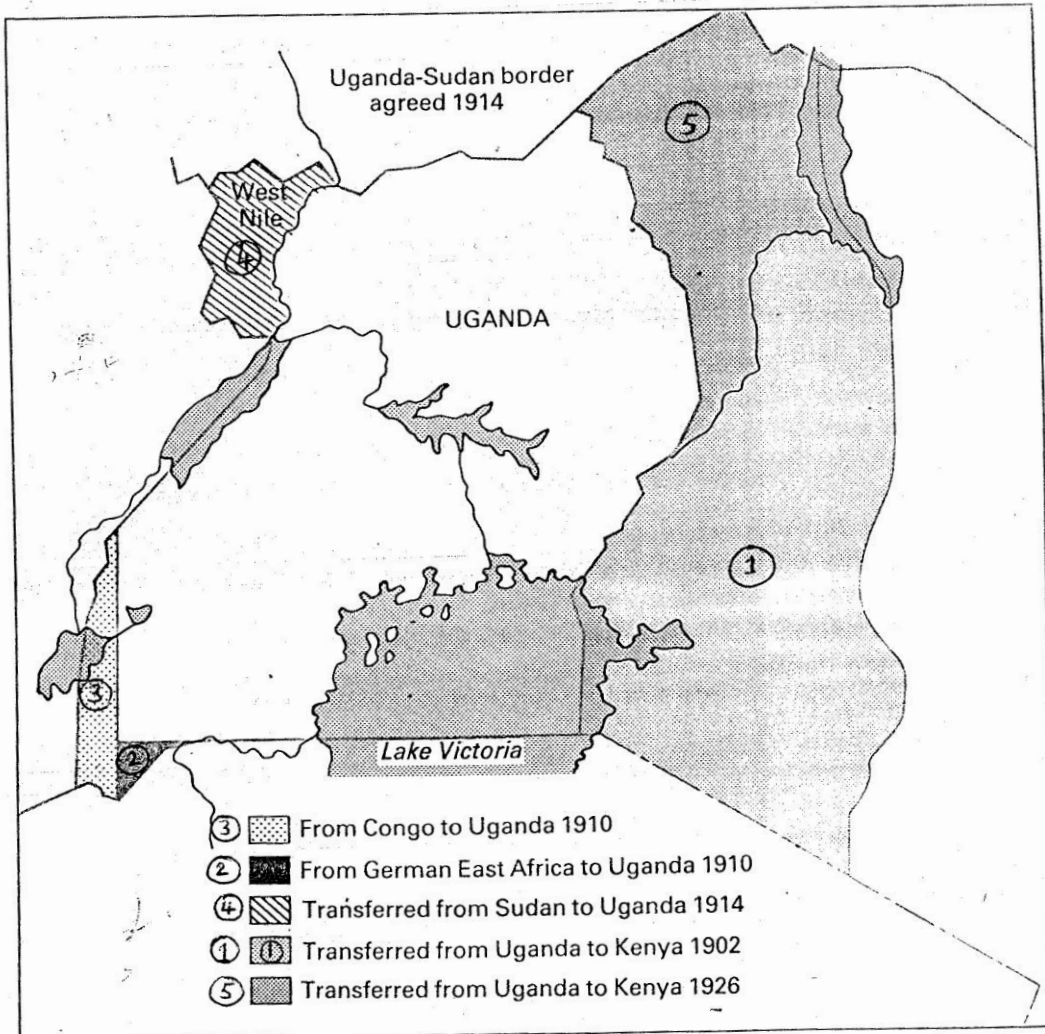 Uganda-Sudan border
agreed 1914
5
West
Nile
4
UGANDA
1
3
2
Lake Victoria
3 From Congo to Uganda 1910
2 From German East Africa to Uganda 1910
4 Transferred from Sudan to Uganda 1914
1 1 Transferred from Uganda to Kenya 1902
5 Transferred from Uganda to Kenya 1926